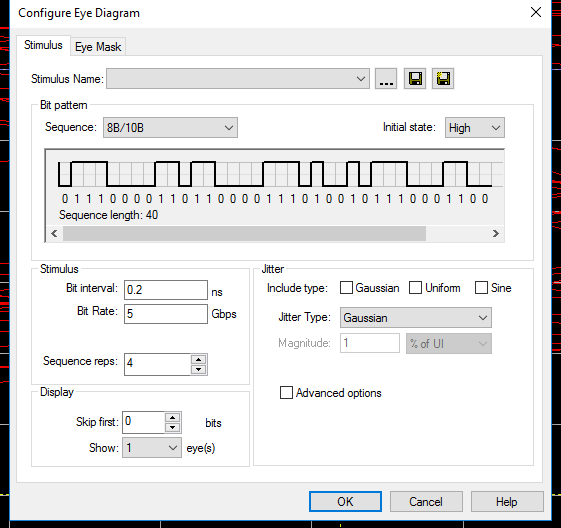 Configure Eye Diagram
Stimulus
Eye Mask
Stimulus Name:
...
Bit pattern
Sequence:
8B/10B
Initial state:
High
0 1 1 1 0 0 0 0 1 1 0 1 1 0 0 0 0 1 1 1 0 1 0 0 1 0 1 1 1 0 0 0 1 1 0 0
Sequence length: 40
Stimulus
Bit interval:
0.2
ns
Bit Rate:
5
Gbps
Sequence reps:
4
Jitter
Include type:
Gaussian
Uniform
Sine
Jitter Type:
Gaussian
Magnitude:
1
% of UI
Advanced options
Display
Skip first:
0
bits
Show:
1
eye(s)
OK
Cancel
Help